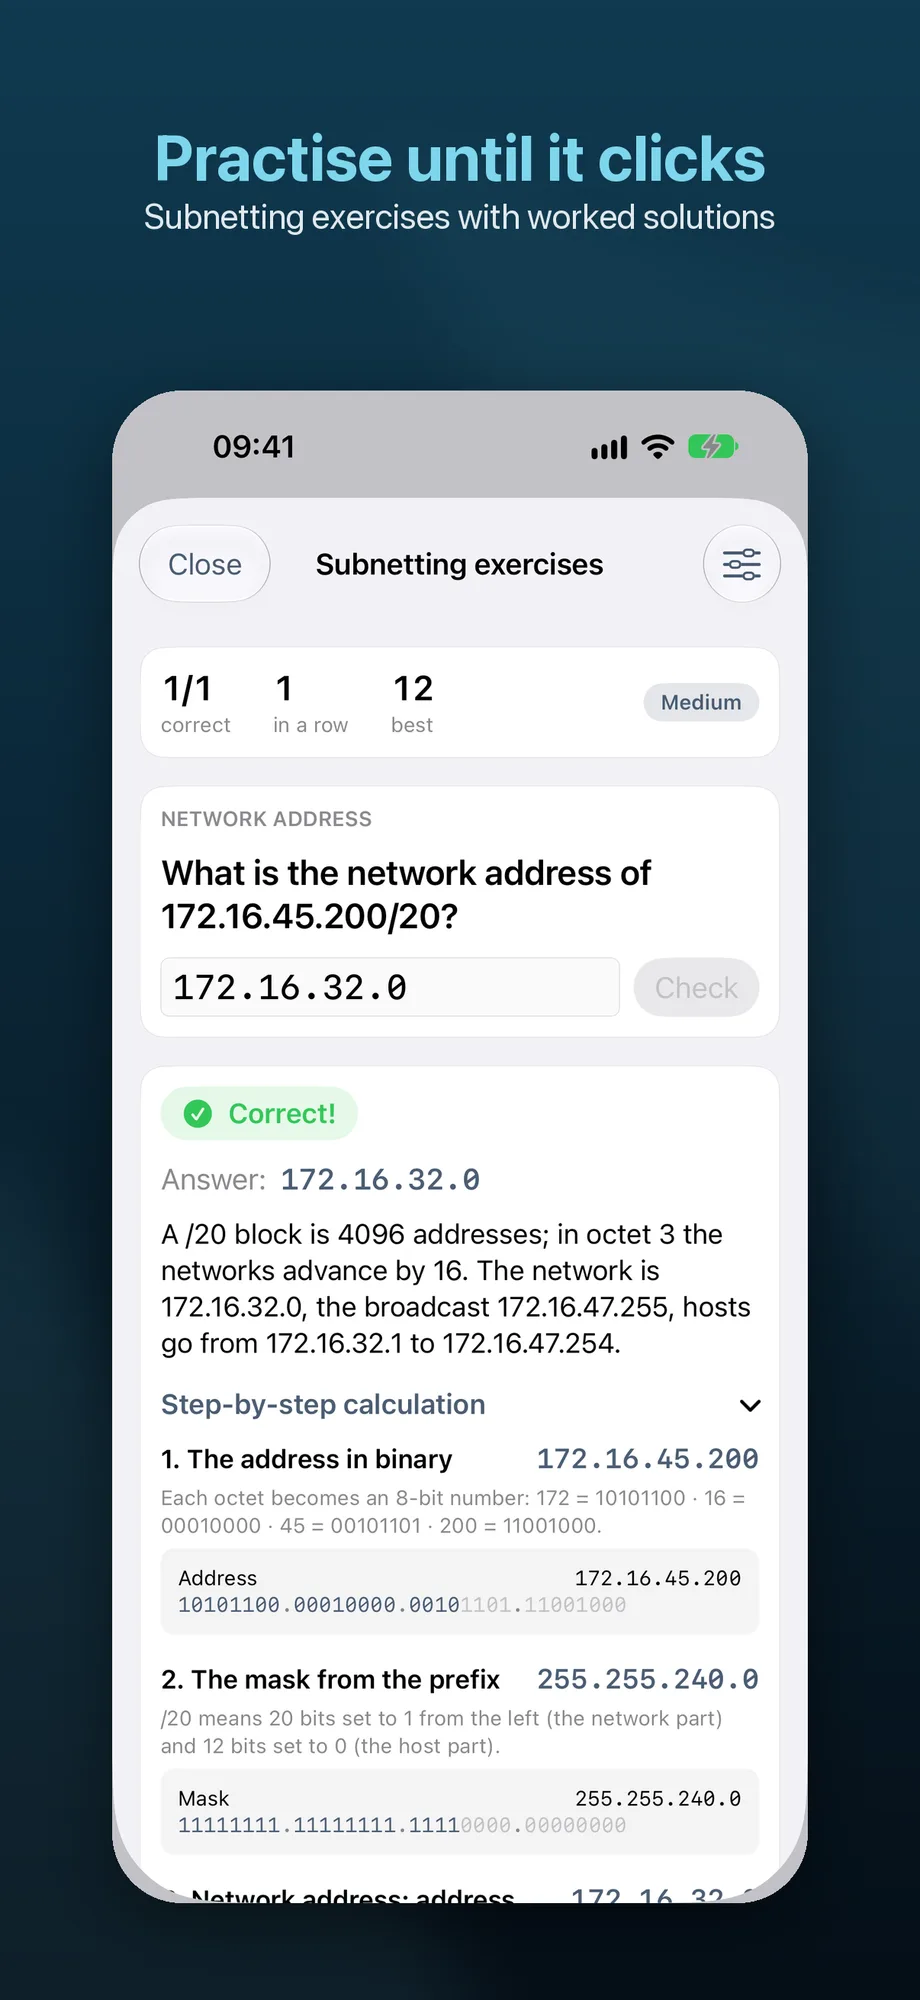 Practise until it clicks
Subnetting exercises with worked solutions
09:41
Close
Subnetting exercises
1/1
correct
1
in a row
12
best
Medium
NETWORK ADDRESS
What is the network address of
172.16.45.200/20?
172.16.32.0
Check
Correct!
Answer: 172.16.32.0
A /20 block is 4096 addresses; in octet 3 the
networks advance by 16. The network is
172.16.32.0, the broadcast 172.16.47.255, hosts
go from 172.16.32.1 to 172.16.47.254.
Step-by-step calculation
1. The address in binary 172.16.45.200
Each octet becomes an 8-bit number: 172 = 10101100 · 16 =
00010000 · 45 = 00101101 · 200 = 11001000.
Address 172.16.45.200
10101100.00010000.00101101.11001000
2. The mask from the prefix 255.255.240.0
/20 means 20 bits set to 1 from the left (the network part)
and 12 bits set to 0 (the host part).
Mask 255.255.240.0
11111111.11111111.11110000.00000000
Network address: address 172.16.32.